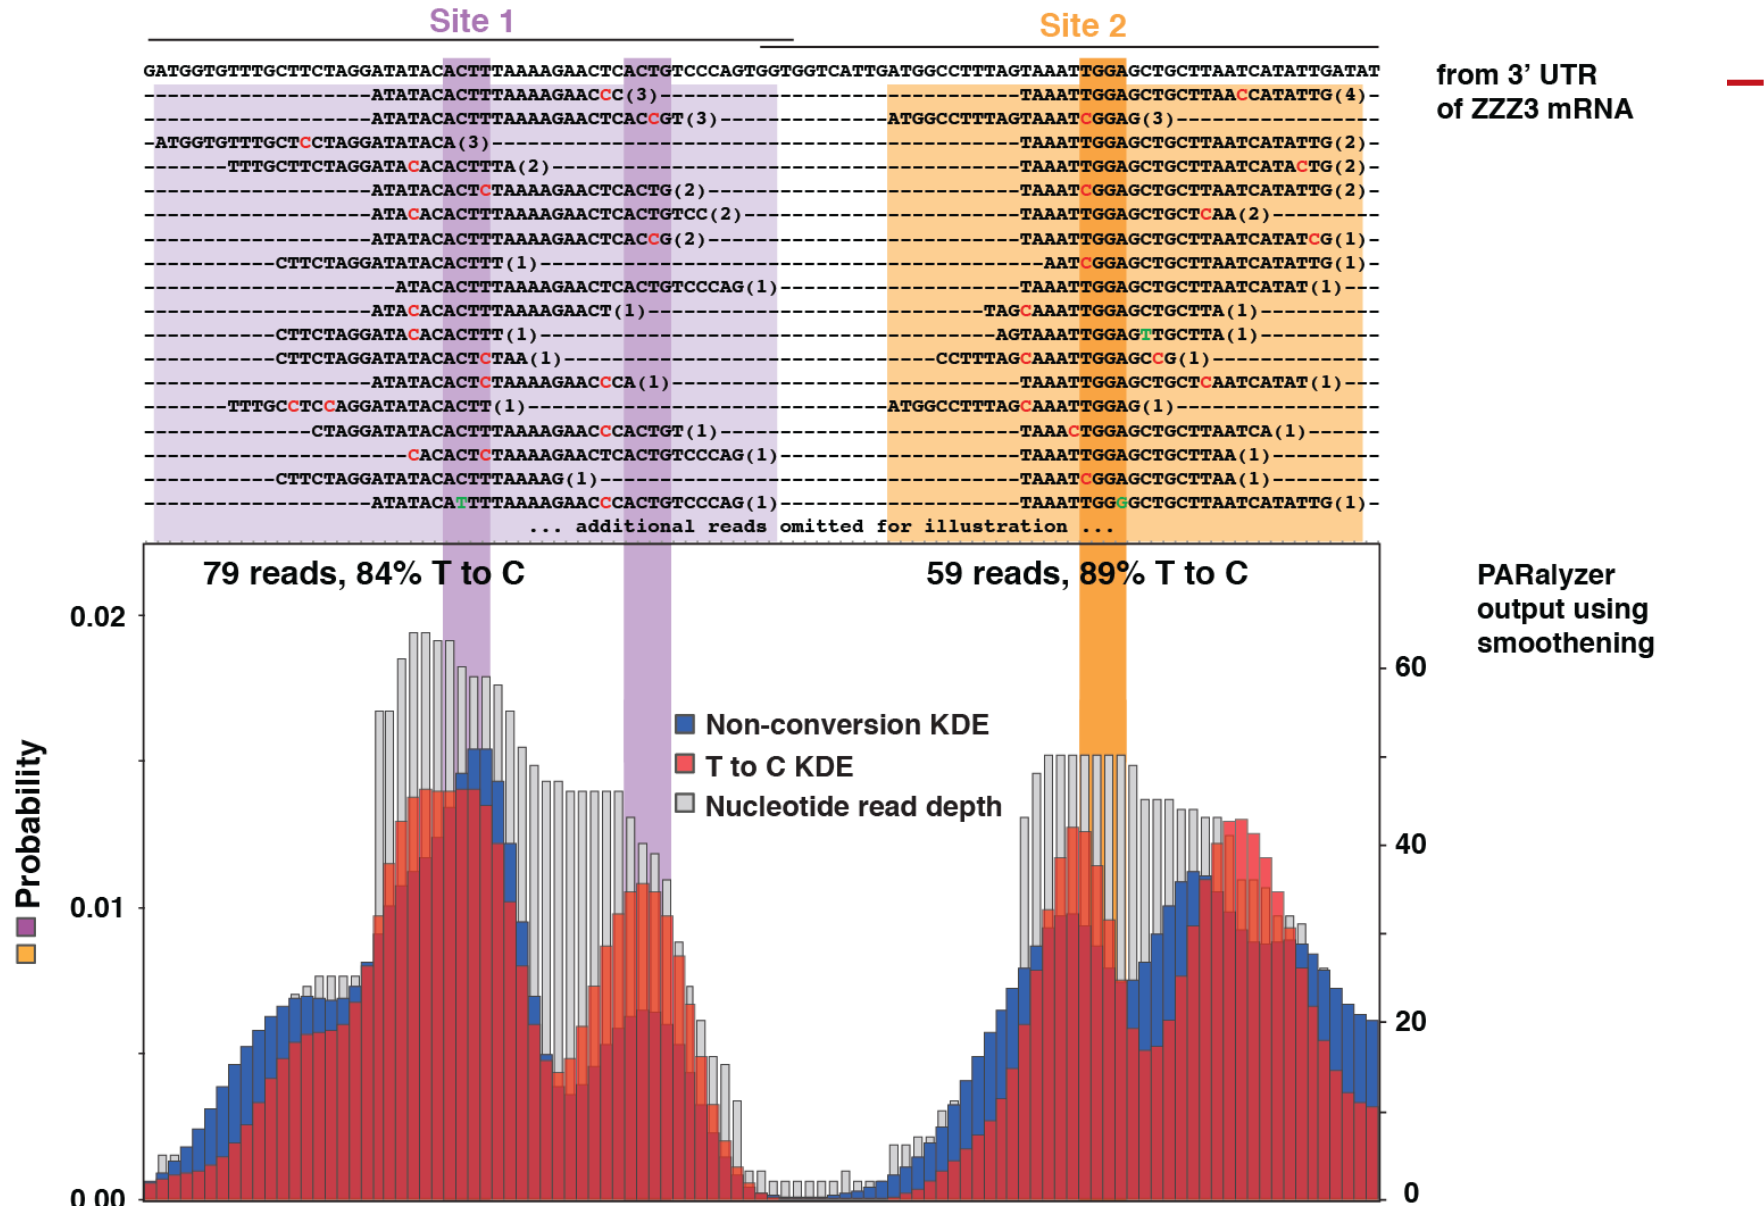 Site 1
Site 2
GATGGTGTTTGCTTCTAGGATATACACTTTAAAAGAACTCACTGTCCCAGTGGTGGTCATTGATGGCCTTTAGTAAATTGGAGCTGCTTAATCATATTGATAT
from 3’ UTR
of ZZZ3 mRNA
-------------------ATATACACTTTAAAAGAACCC(3)------------------------------TAAATTGGAGCTGCTTAACCATATTG(4)-
-------------------ATATACACTTTAAAAGAACTCACCGT(3)--------------ATGGCCTTTAGTAAATCGGAG(3)-----------------
-ATGGTGTTTGCTCCTAGGATATACA(3)--------------------------------------------TAAATTGGAGCTGCTTAATCATATTG(2)-
-------TTTGCTTCTAGGATACACACTTTA(2)---------------------------------------TAAATTGGAGCTGCTTAATCATACTG(2)-
-------------------ATATACACTCTAAAAGAACTCACTG(2)--------------------------TAAATCGGAGCTGCTTAATCATATTG(2)-
-------------------ATACACACTTTAAAAGAACTCACTGTCC(2)-----------------------TAAATTGGAGCTGCTCAA(2)---------
-------------------ATATACACTTTAAAAGAACTCACCG(2)--------------------------TAAATTGGAGCTGCTTAATCATATCG(1)-
-----------CTTCTAGGATATACACTTT(1)------------------------------------------AATCGGAGCTGCTTAATCATATTG(1)-
---------------------ATACACTTTAAAAGAACTCACTGTCCCAG(1)--------------------TAAATTGGAGCTGCTTAATCATAT(1)---
-------------------ATACACACTTTAAAAGAACT(1)----------------------------TAGCAAATTGGAGCTGCTTA(1)----------
-----------CTTCTAGGATACACACTTT(1)--------------------------------------AGTAAATTGGAGTTGCTTA(1)----------
-----------CTTCTAGGATATACACTCTAA(1)-------------------------------CCTTTAGCAAATTGGAGCCG(1)--------------
-------------------ATATACACTCTAAAAGAACCCA(1)-----------------------------TAAATTGGAGCTGCTCAATCATAT(1)---
-------TTTGCCTCCAGGATATACACTT(1)------------------------------ATGGCCTTTAGCAAATTGGAG(1)-----------------
--------------CTAGGATATACACTTTAAAAGAACCCACTGT(1)-------------------------TAAACTGGAGCTGCTTAATCA(1)------
----------------------CACACTCTAAAAGAACTCACTGTCCCAG(1)--------------------TAAATTGGAGCTGCTTAA(1)---------
-----------CTTCTAGGATATACACTTTAAAAG(1)-----------------------------------TAAATCGGAGCTGCTTAA(1)---------
-------------------ATATACATTTTAAAAGAACCCACTGTCCCAG(1)--------------------TAAATTGGGGCTGCTTAATCATATTG(1)-
... additional reads omitted for illustration ...
79 reads, 84% T to C
59 reads, 89% T to C
PARalyzer
output using
smoothening
0.02
0.01
0 00
Probability
Non-conversion KDE
T to C KDE
Nucleotide read depth
60
40
20
0